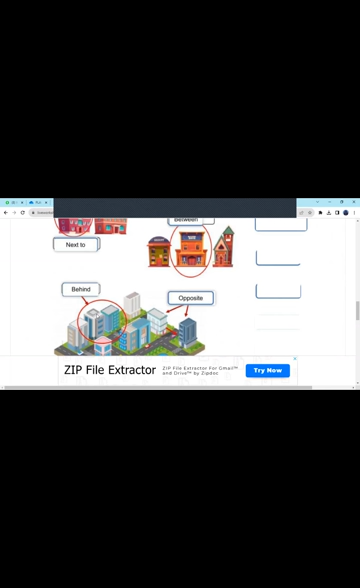 Between
Next to
Behind
Opposite
ZIP File Extractor
ZIP File Extractor For Gmail™
and Drive™ by Zipdoc
Try Now